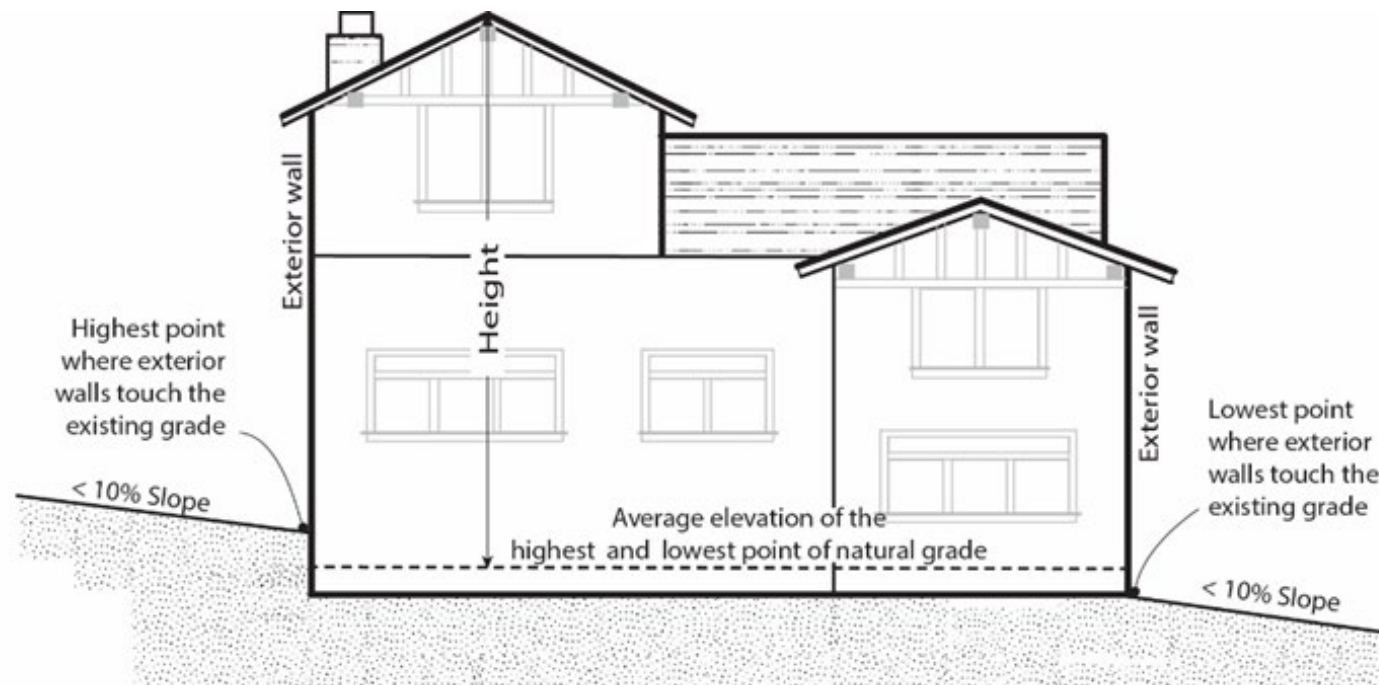 Exterior wall
Height
Highest point
where exterior
walls touch the
existing grade
< 10% Slope
Average elevation of the
highest and lowest point of natural grade
Exterior wall
Lowest point
where exterior
walls touch the
existing grade
< 10% Slope